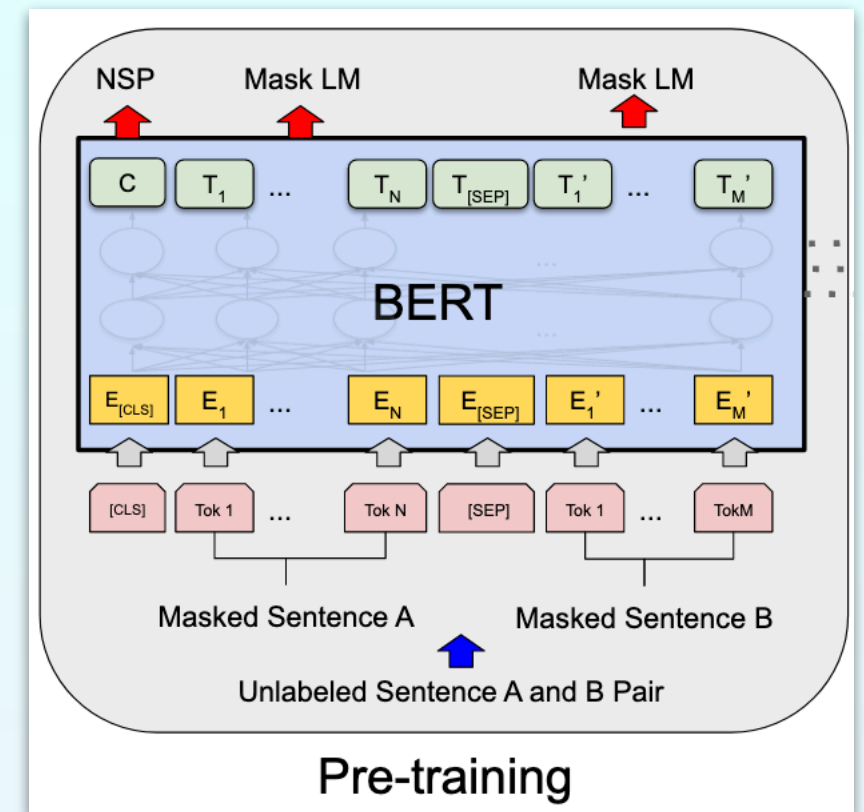 NSP Mask LM Mask LM
C T1 ... TN T[SEP] T1' ... TM'
...
BERT
...
E[CLS] E1 ... EN E[SEP] E1' ... EM'
[CLS] Tok 1 ... Tok N [SEP] Tok 1 ... TokM
Masked Sentence A Masked Sentence B
Unlabeled Sentence A and B Pair
Pre-training